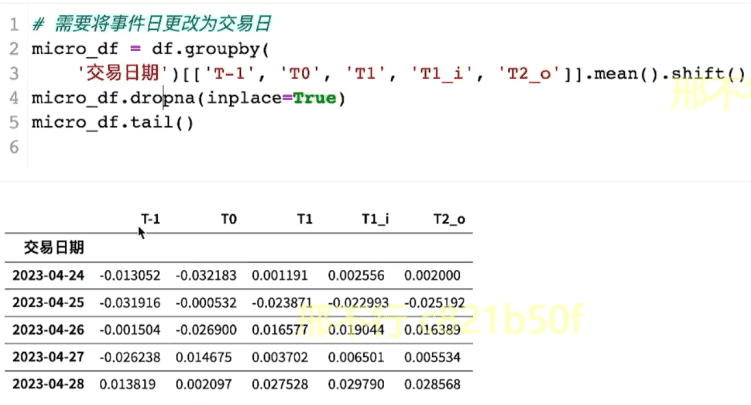 1 # 需要将事件日更改为交易日
2 micro_df = df.groupby(
3 '交易日期')[['T-1', 'T0', 'T1', 'T1_i', 'T2_o']].mean().shift()
4 micro_df.dropna(inplace=True)
5 micro_df.tail()
6
T-1 T0 T1 T1_i T2_o
交易日期
2023-04-24 -0.013052 -0.032183 0.001191 0.002556 0.002000
2023-04-25 -0.031916 -0.000532 -0.023871 -0.022993 -0.025192
2023-04-26 -0.001504 -0.026900 0.016577 0.019044 0.016389
2023-04-27 -0.026238 0.014675 0.003702 0.006501 0.005534
2023-04-28 0.013819 0.002097 0.027528 0.029790 0.028568